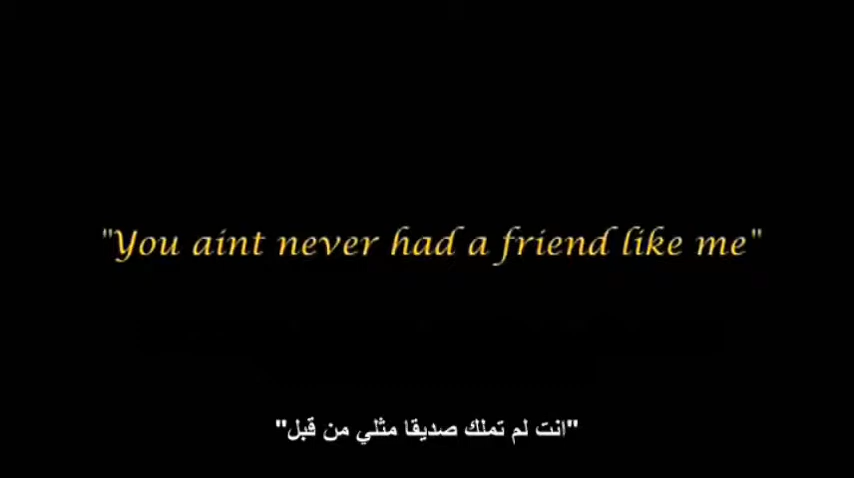 "You aint never had a friend like me"
"انت لم تملك صديقا مثلي من قبل"